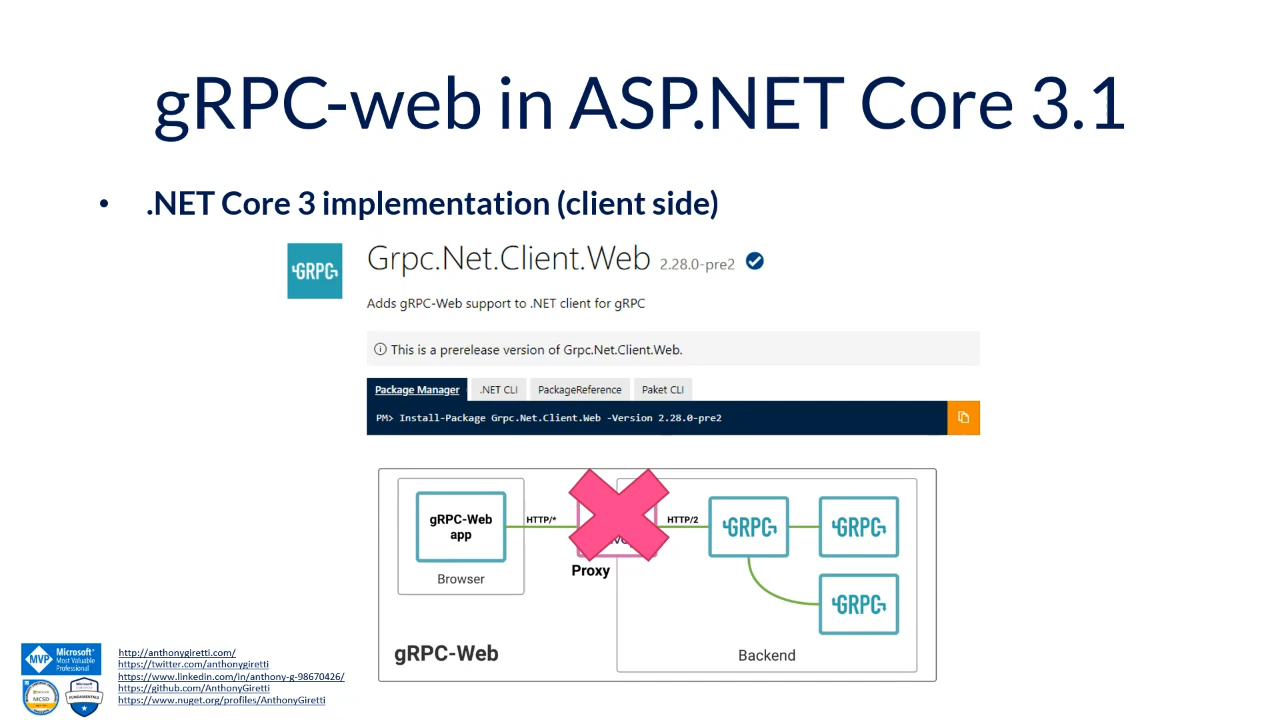 gRPC-web in ASP.NET Core 3.1
• .NET Core 3 implementation (client side)
GRPC
Grpc.Net.Client.Web 2.28.0-pre2
Adds gRPC-Web support to .NET client for gRPC
This is a prerelease version of Grpc.Net.Client.Web.
Package Manager .NET CLI PackageReference Paket CLI
PM> Install-Package Grpc.Net.Client.Web -Version 2.28.0-pre2
gRPC-Web
app
Browser
HTTP/*
Proxy
HTTP/2
GRPC
GRPC
GRPC
gRPC-Web
Backend
MVP
Microsoft®
Most Valuable
Professional
MCSD
FUNDAMENTALS
http://anthonygiretti.com/
https://twitter.com/anthonygiretti
https://www.linkedin.com/in/anthony-g-98670426/
https://github.com/AnthonyGiretti
https://www.nuget.org/profiles/AnthonyGiretti